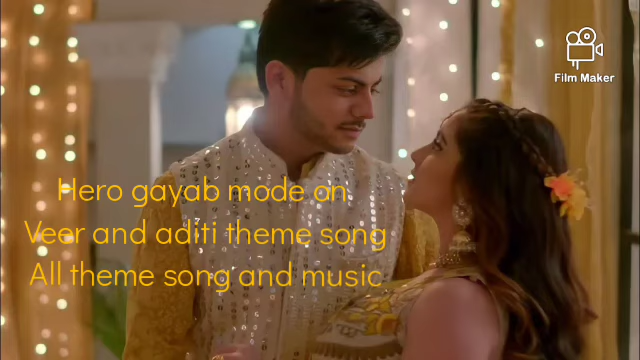 Film Maker
Hero gayab mode on
Veer and aditi theme song
All theme song and music